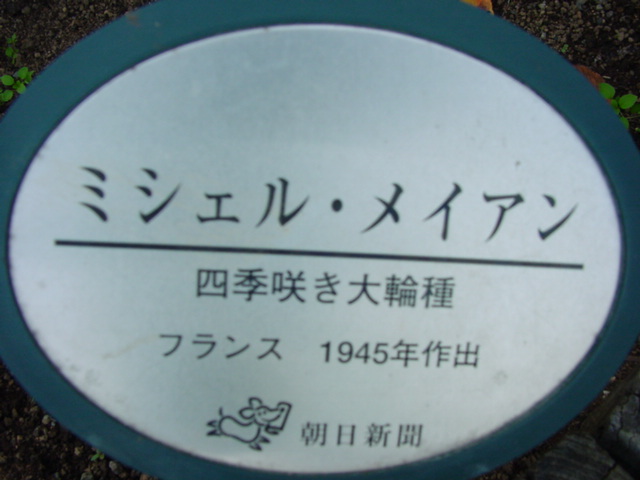 ミシェル・メイアン
四季咲き大輪種
フランス 1945年作出
朝日新聞